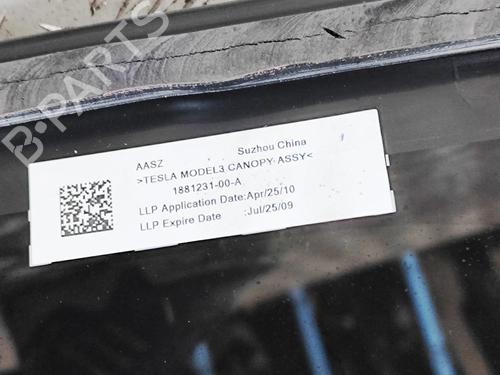 B-PARTS
AASZ Suzhou China
>TESLA MODEL3 CANOPY ASSY<
1881231-00-A
LLP Application Date:Apr/25/10
LLP Expire Date :Jul/25/09